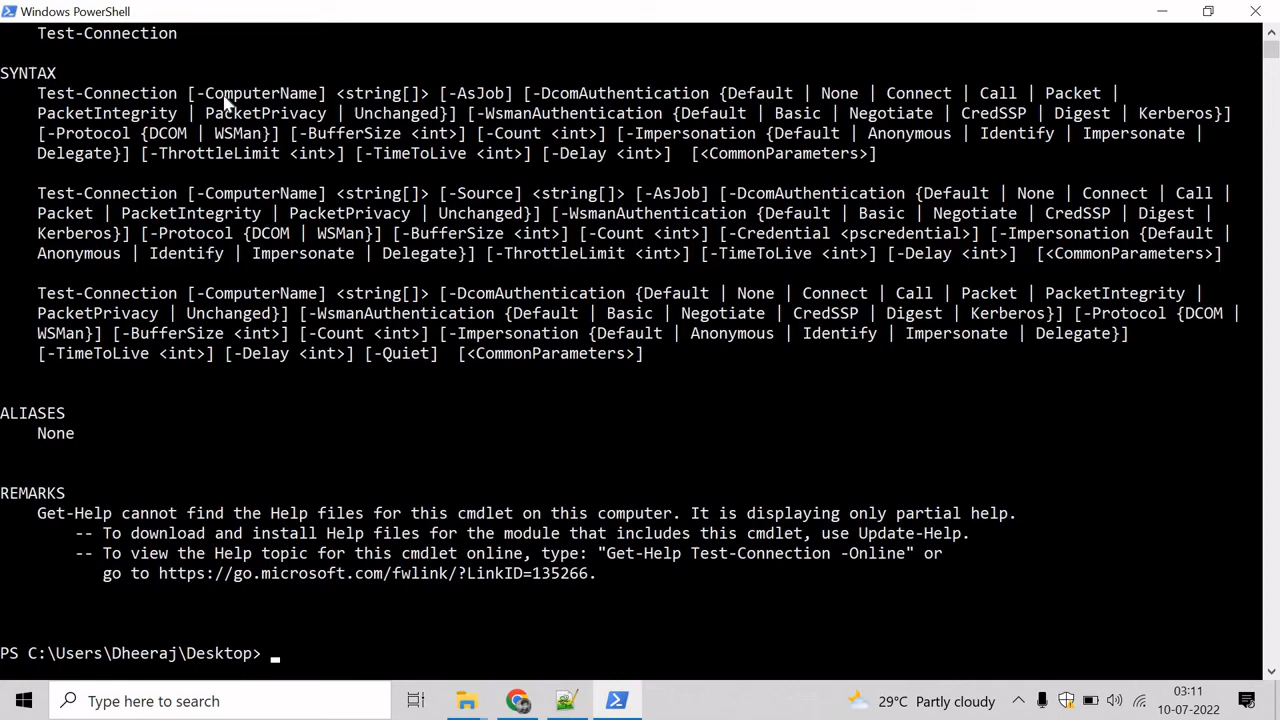 Windows PowerShell
    Test-Connection

SYNTAX
    Test-Connection [-ComputerName] <string[]> [-AsJob] [-DcomAuthentication {Default | None | Connect | Call | Packet |
    PacketIntegrity | PacketPrivacy | Unchanged}] [-WsmanAuthentication {Default | Basic | Negotiate | CredSSP | Digest | Kerberos}]
    [-Protocol {DCOM | WSMan}] [-BufferSize <int>] [-Count <int>] [-Impersonation {Default | Anonymous | Identify | Impersonate |
    Delegate}] [-ThrottleLimit <int>] [-TimeToLive <int>] [-Delay <int>]  [<CommonParameters>]

    Test-Connection [-ComputerName] <string[]> [-Source] <string[]> [-AsJob] [-DcomAuthentication {Default | None | Connect | Call |
    Packet | PacketIntegrity | PacketPrivacy | Unchanged}] [-WsmanAuthentication {Default | Basic | Negotiate | CredSSP | Digest |
    Kerberos}] [-Protocol {DCOM | WSMan}] [-BufferSize <int>] [-Count <int>] [-Credential <pscredential>] [-Impersonation {Default |
    Anonymous | Identify | Impersonate | Delegate}] [-ThrottleLimit <int>] [-TimeToLive <int>] [-Delay <int>]  [<CommonParameters>]

    Test-Connection [-ComputerName] <string[]> [-DcomAuthentication {Default | None | Connect | Call | Packet | PacketIntegrity |
    PacketPrivacy | Unchanged}] [-WsmanAuthentication {Default | Basic | Negotiate | CredSSP | Digest | Kerberos}] [-Protocol {DCOM |
    WSMan}] [-BufferSize <int>] [-Count <int>] [-Impersonation {Default | Anonymous | Identify | Impersonate | Delegate}]
    [-TimeToLive <int>] [-Delay <int>] [-Quiet]  [<CommonParameters>]

ALIASES
    None

REMARKS
    Get-Help cannot find the Help files for this cmdlet on this computer. It is displaying only partial help.
        -- To download and install Help files for the module that includes this cmdlet, use Update-Help.
        -- To view the Help topic for this cmdlet online, type: "Get-Help Test-Connection -Online" or
           go to https://go.microsoft.com/fwlink/?LinkID=135266.

PS C:\Users\Dheeraj\Desktop>
Type here to search
29°C Partly cloudy
03:11
10-07-2022